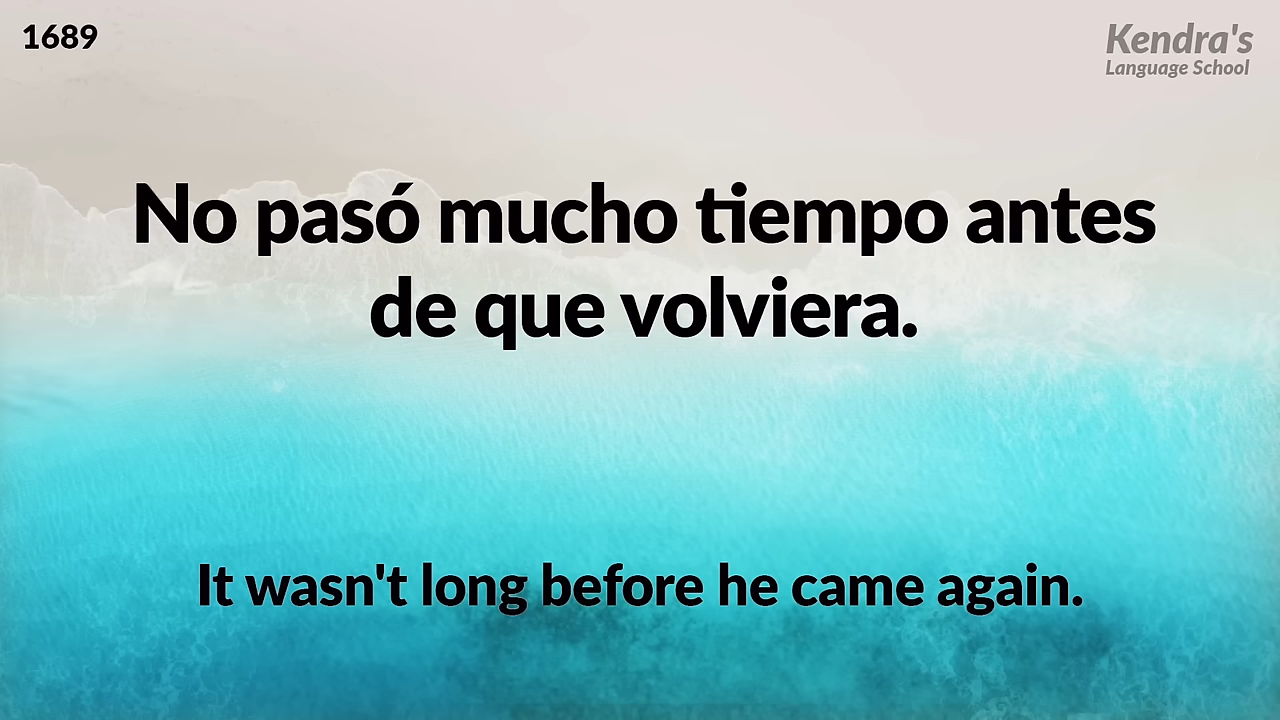 1689
Kendra's
Language School
No pasó mucho tiempo antes
de que volviera.
It wasn't long before he came again.